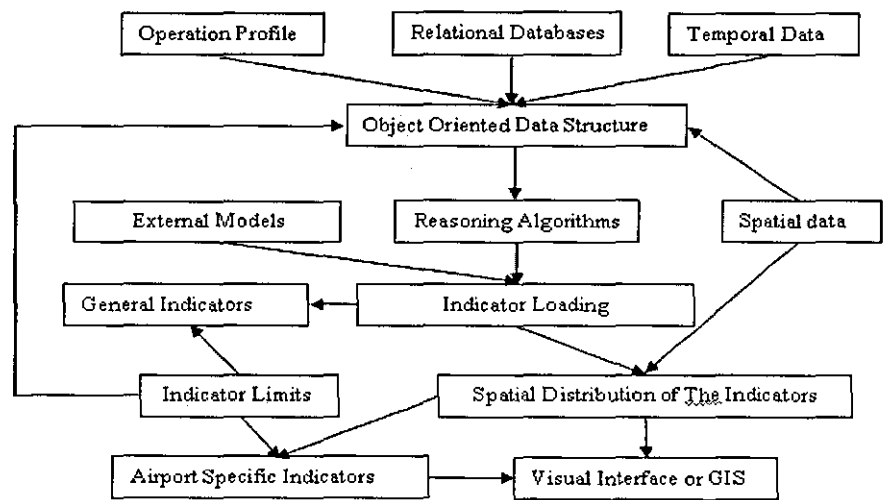 Operation Profile
Relational Databases
Temporal Data
Object Oriented Data Structure
External Models
Reasoning Algorithms
Spatial data
General Indicators
Indicator Loading
Indicator Limits
Spatial Distribution of The Indicators
Airport Specific Indicators
Visual Interface or GIS